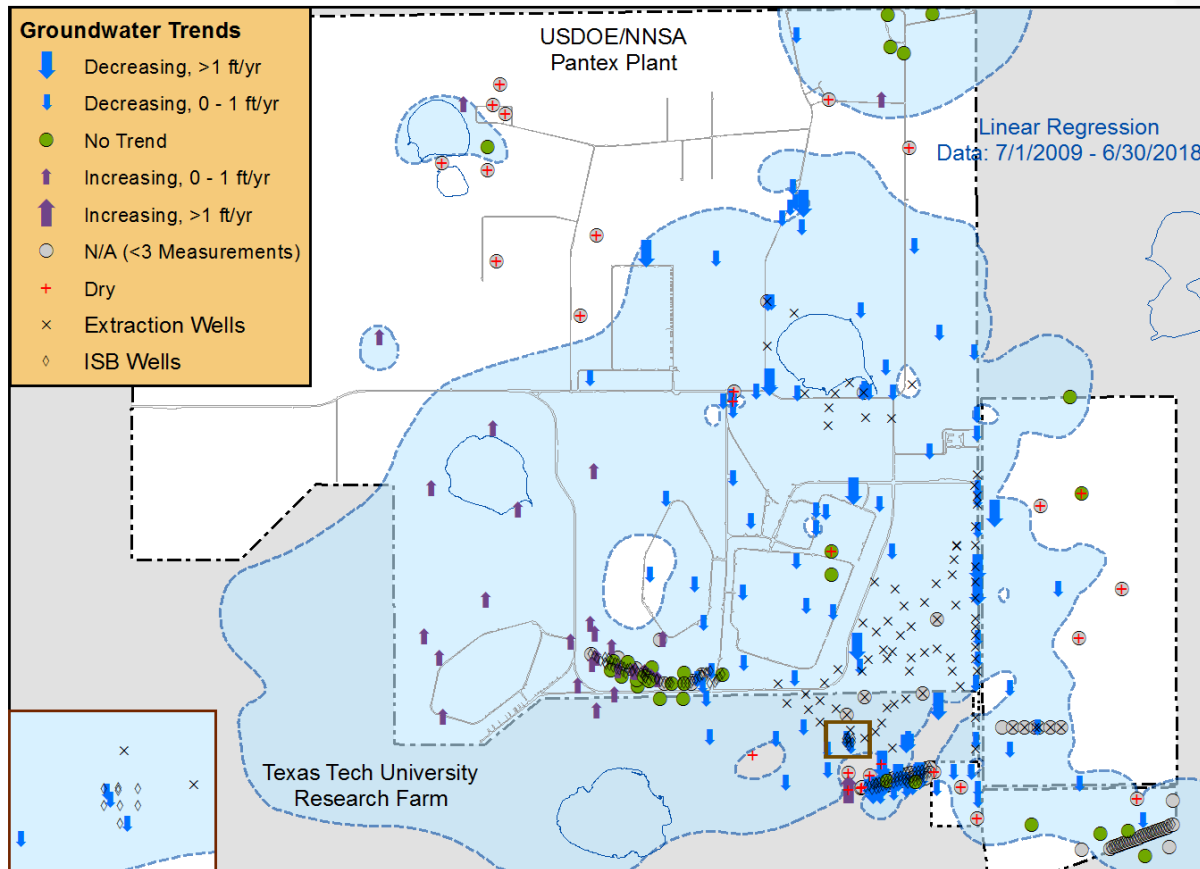 Groundwater Trends
Decreasing, >1 ft/yr
Decreasing, 0 - 1 ft/yr
No Trend
Increasing, 0 - 1 ft/yr
Increasing, >1 ft/yr
N/A (<3 Measurements)
Dry
Extraction Wells
ISB Wells
USDOE/NNSA
Pantex Plant
Linear Regression
Data: 7/1/2009 - 6/30/2018
Texas Tech University
Research Farm